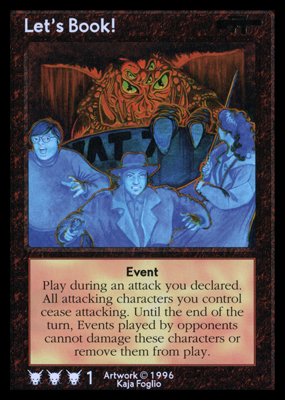 Let's Book!
Event
Play during an attack you declared.
All attacking characters you control
cease attacking. Until the end of the
turn, Events played by opponents
cannot damage these characters or
remove them from play.
1
Artwork © 1996
Kaja Foglio